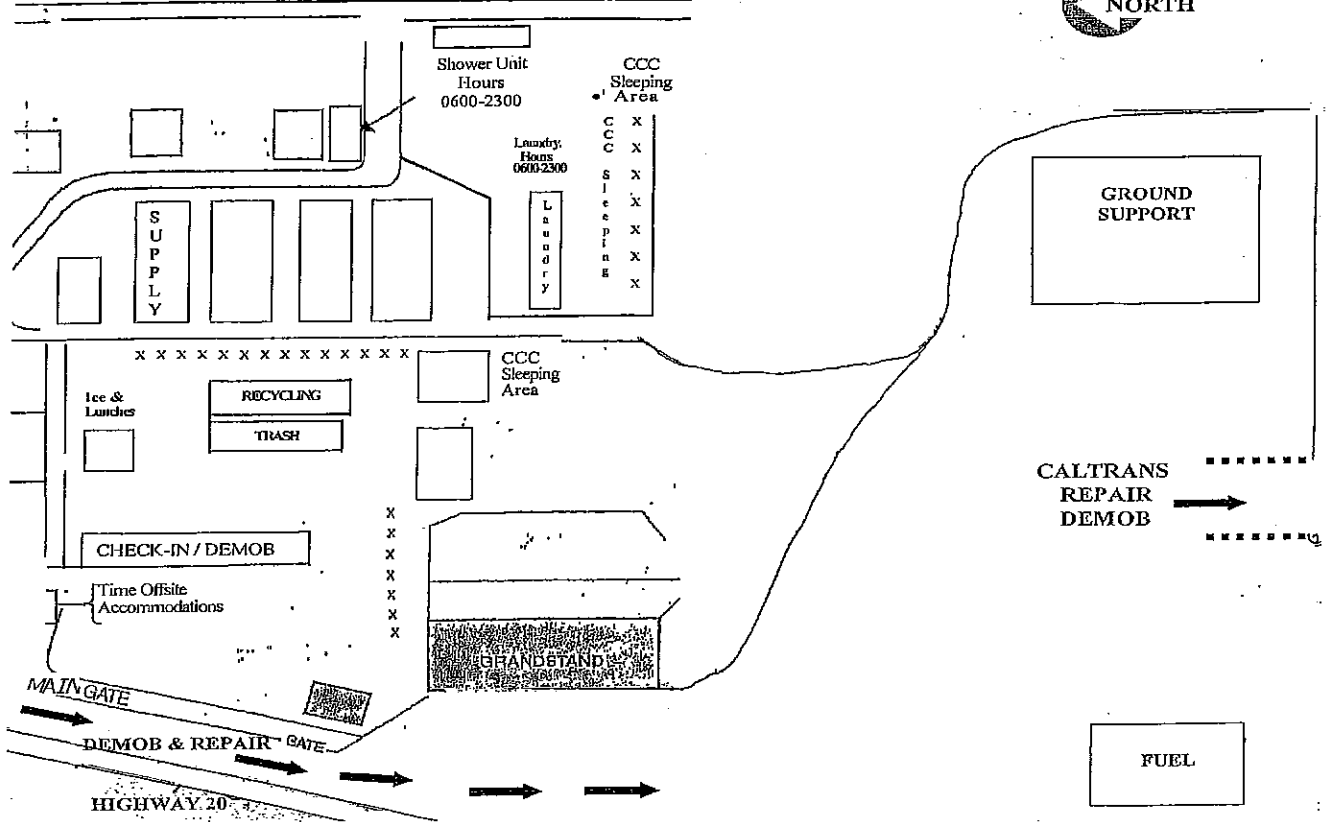 NORTH
Shower Unit
Hours
0600-2300
CCC
Sleeping
Area
Laundry
Hours
0600-2300
Laundry
CCC Sleeping
X
X
X
X
X
X
X
GROUND
SUPPORT
SUPPLY
X X X X X X X X X X X X X X
CCC
Sleeping
Area
Ice &
Lunches
RECYCLING
TRASH
CALTRANS
REPAIR
DEMOB
CHECK-IN / DEMOB
X
X
X
X
X
X
X
Time Offsite
Accommodations
GRANDSTAND
MAIN GATE
DEMOB & REPAIR GATE
HIGHWAY 20
FUEL